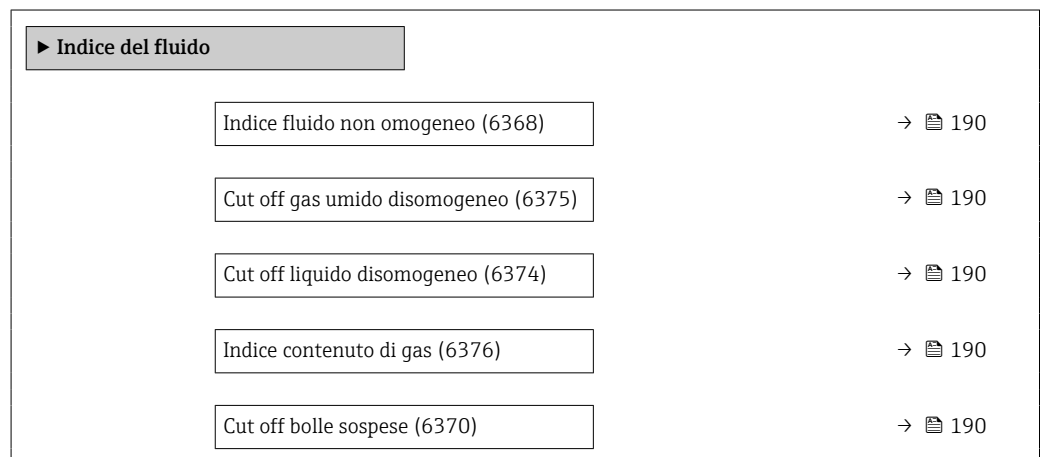 ▶ Indice del fluido
Indice fluido non omogeneo (6368) → 190
Cut off gas umido disomogeneo (6375) → 190
Cut off liquido disomogeneo (6374) → 190
Indice contenuto di gas (6376) → 190
Cut off bolle sospese (6370) → 190